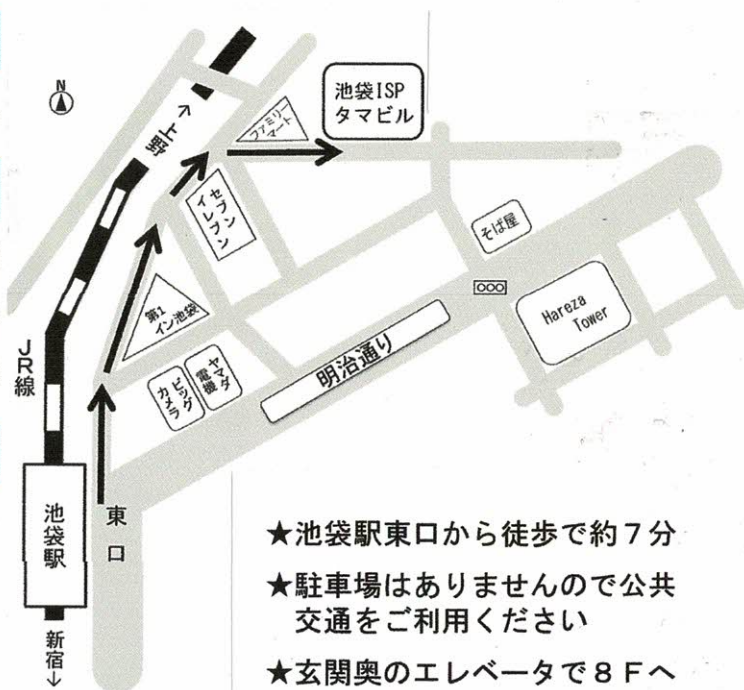 N
↑上野
ファミリー
マート
池袋ISP
タマビル
セブン
イレブン
そば屋
Hareza
Tower
第1
イン池袋
ヤマダ
電機
ビッグ
カメラ
明治通り
JR線
池袋駅
東口
新宿↓
★池袋駅東口から徒歩で約7分
★駐車場はありませんので公共
交通をご利用ください
★玄関奥のエレベータで8Fへ